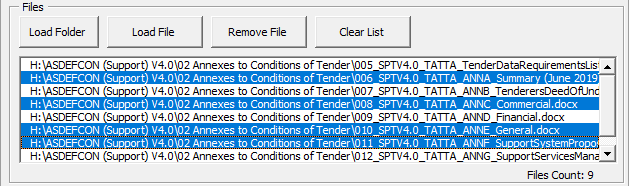 Files
Load Folder Load File Remove File Clear List
H:\ASDEFCON (Support) V4.0\02 Annexes to Conditions of Tender\005_SPTV4.0_TATTA_TenderDataRequirementsList
H:\ASDEFCON (Support) V4.0\02 Annexes to Conditions of Tender\006_SPTV4.0_TATTA_ANNA_Summary (June 2019
H:\ASDEFCON (Support) V4.0\02 Annexes to Conditions of Tender\007_SPTV4.0_TATTA_ANNB_TenderersDeedOfUnd
H:\ASDEFCON (Support) V4.0\02 Annexes to Conditions of Tender\008_SPTV4.0_TATTA_ANNC_Commercial.docx
H:\ASDEFCON (Support) V4.0\02 Annexes to Conditions of Tender\009_SPTV4.0_TATTA_ANND_Financial.docx
H:\ASDEFCON (Support) V4.0\02 Annexes to Conditions of Tender\010_SPTV4.0_TATTA_ANNE_General.docx
H:\ASDEFCON (Support) V4.0\02 Annexes to Conditions of Tender\011_SPTV4.0_TATTA_ANNF_SupportSystemPropos
H:\ASDEFCON (Support) V4.0\02 Annexes to Conditions of Tender\012_SPTV4.0_TATTA_ANNG_SupportServicesMana
Files Count: 9